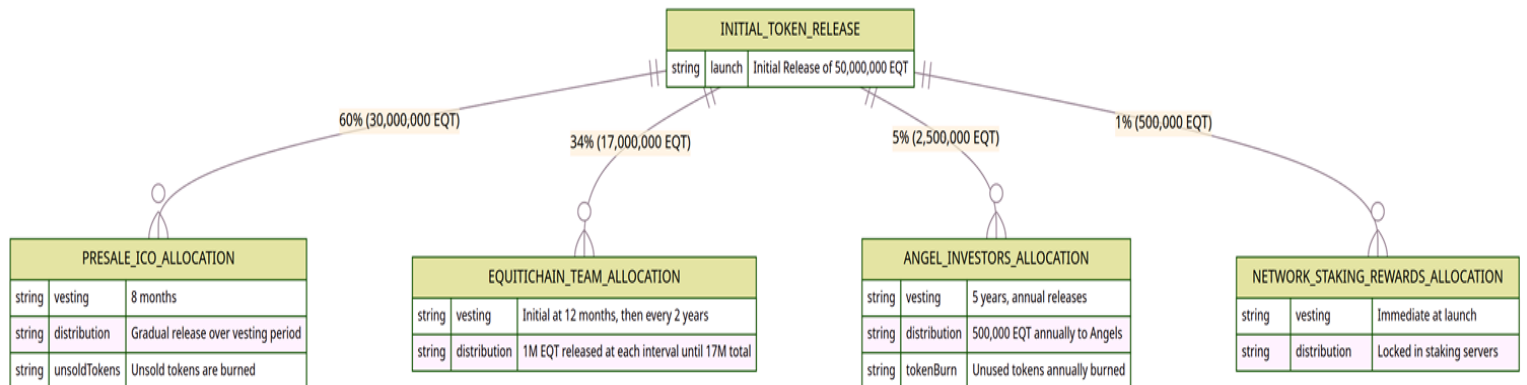 INITIAL_TOKEN_RELEASE
string launch Initial Release of 50,000,000 EQT
60% (30,000,000 EQT)
34% (17,000,000 EQT)
5% (2,500,000 EQT)
1% (500,000 EQT)
PRESALE_ICO_ALLOCATION
string vesting 8 months
string distribution Gradual release over vesting period
string unsoldTokens Unsold tokens are burned
EQUITICHAIN_TEAM_ALLOCATION
string vesting Initial at 12 months, then every 2 years
string distribution 1M EQT released at each interval until 17M total
ANGEL_INVESTORS_ALLOCATION
string vesting 5 years, annual releases
string distribution 500,000 EQT annually to Angels
string tokenBurn Unused tokens annually burned
NETWORK_STAKING_REWARDS_ALLOCATION
string vesting Immediate at launch
string distribution Locked in staking servers